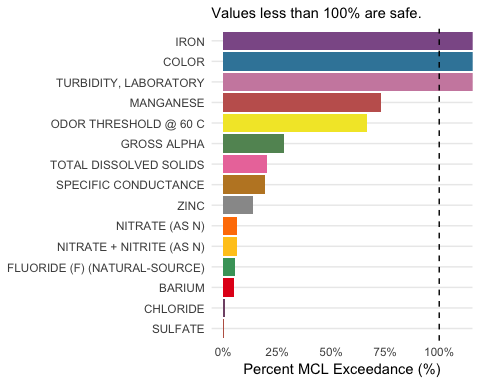 Values less than 100% are safe.
IRON
COLOR
TURBIDITY, LABORATORY
MANGANESE
ODOR THRESHOLD @ 60 C
GROSS ALPHA
TOTAL DISSOLVED SOLIDS
SPECIFIC CONDUCTANCE
ZINC
NITRATE (AS N)
NITRATE + NITRITE (AS N)
FLUORIDE (F) (NATURAL-SOURCE)
BARIUM
CHLORIDE
SULFATE
0% 25% 50% 75% 100%
Percent MCL Exceedance (%)